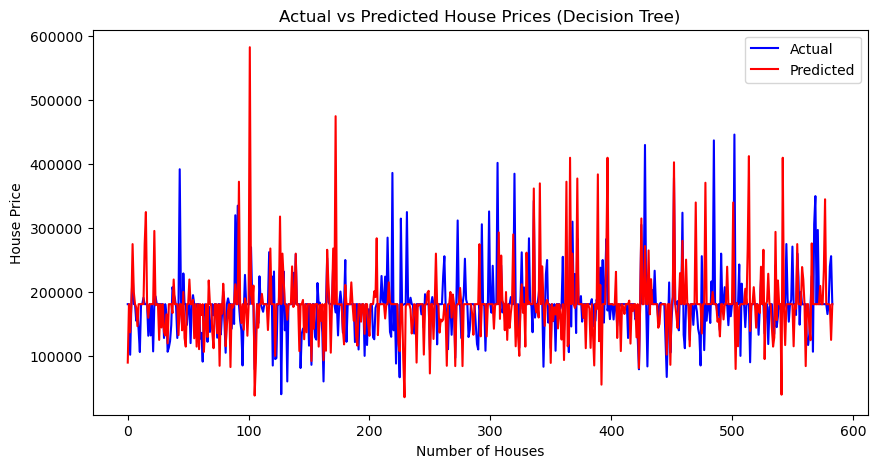 Actual vs Predicted House Prices (Decision Tree)
600000
500000
400000
300000
200000
100000
House Price
Actual
Predicted
0
100
200
300
400
500
600
Number of Houses